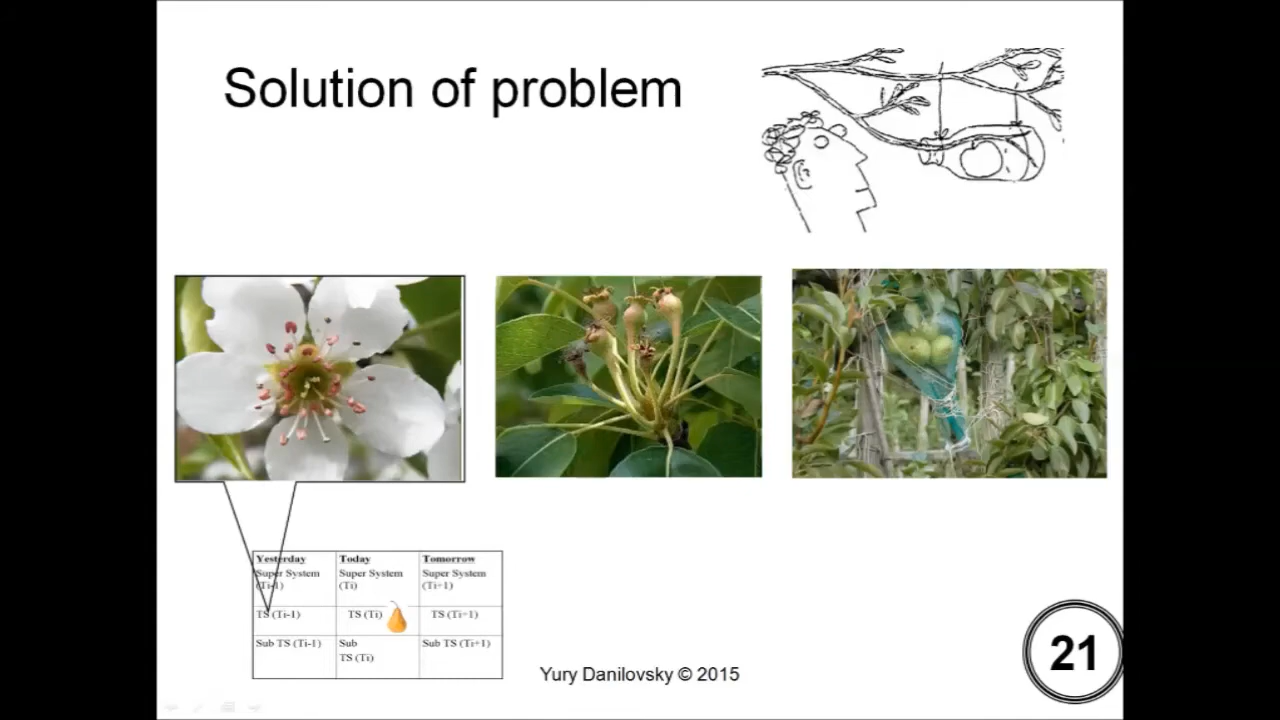 Solution of problem
Yesterday Today Tomorrow
Super System Super System Super System
(Ti-1) (Ti) (Ti+1)
TS (Ti-1) TS (Ti) TS (Ti+1)
Sub TS (Ti-1) Sub Sub TS (Ti+1)
TS (Ti)
Yury Danilovsky © 2015
21